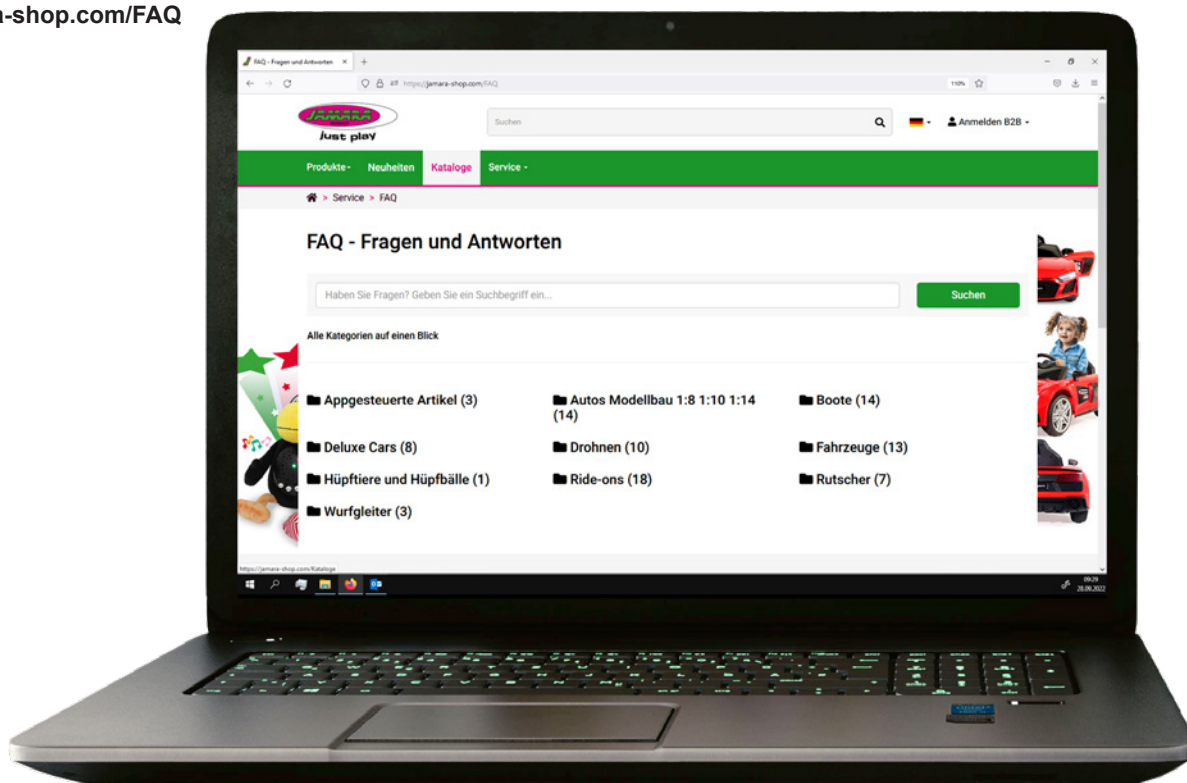 a-shop.com/FAQ
FAQ - Fragen und Antworten
https://jamara-shop.com/FAQ
110%
JAMARA
just play
Suchen
Anmelden B2B
Produkte
Neuheiten
Kataloge
Service
> Service > FAQ
FAQ - Fragen und Antworten
Haben Sie Fragen? Geben Sie ein Suchbegriff ein...
Suchen
Alle Kategorien auf einen Blick
Appgesteuerte Artikel (3)
Autos Modellbau 1:8 1:10 1:14
(14)
Boote (14)
Deluxe Cars (8)
Drohnen (10)
Fahrzeuge (13)
Hüpftiere und Hüpfbälle (1)
Ride-ons (18)
Rutscher (7)
Wurfgleiter (3)
https://jamara-shop.com/Kataloge
09:29
28.09.2022